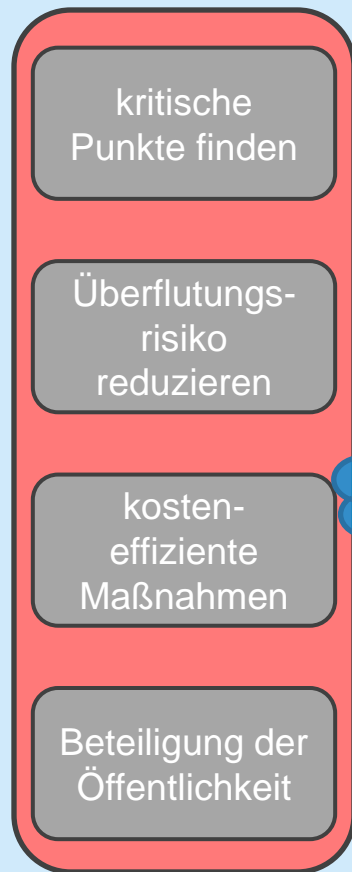 kritische
Punkte finden
Überflutungs-
risiko
reduzieren
kosten-
effiziente
Maßnahmen
Beteiligung der
Öffentlichkeit